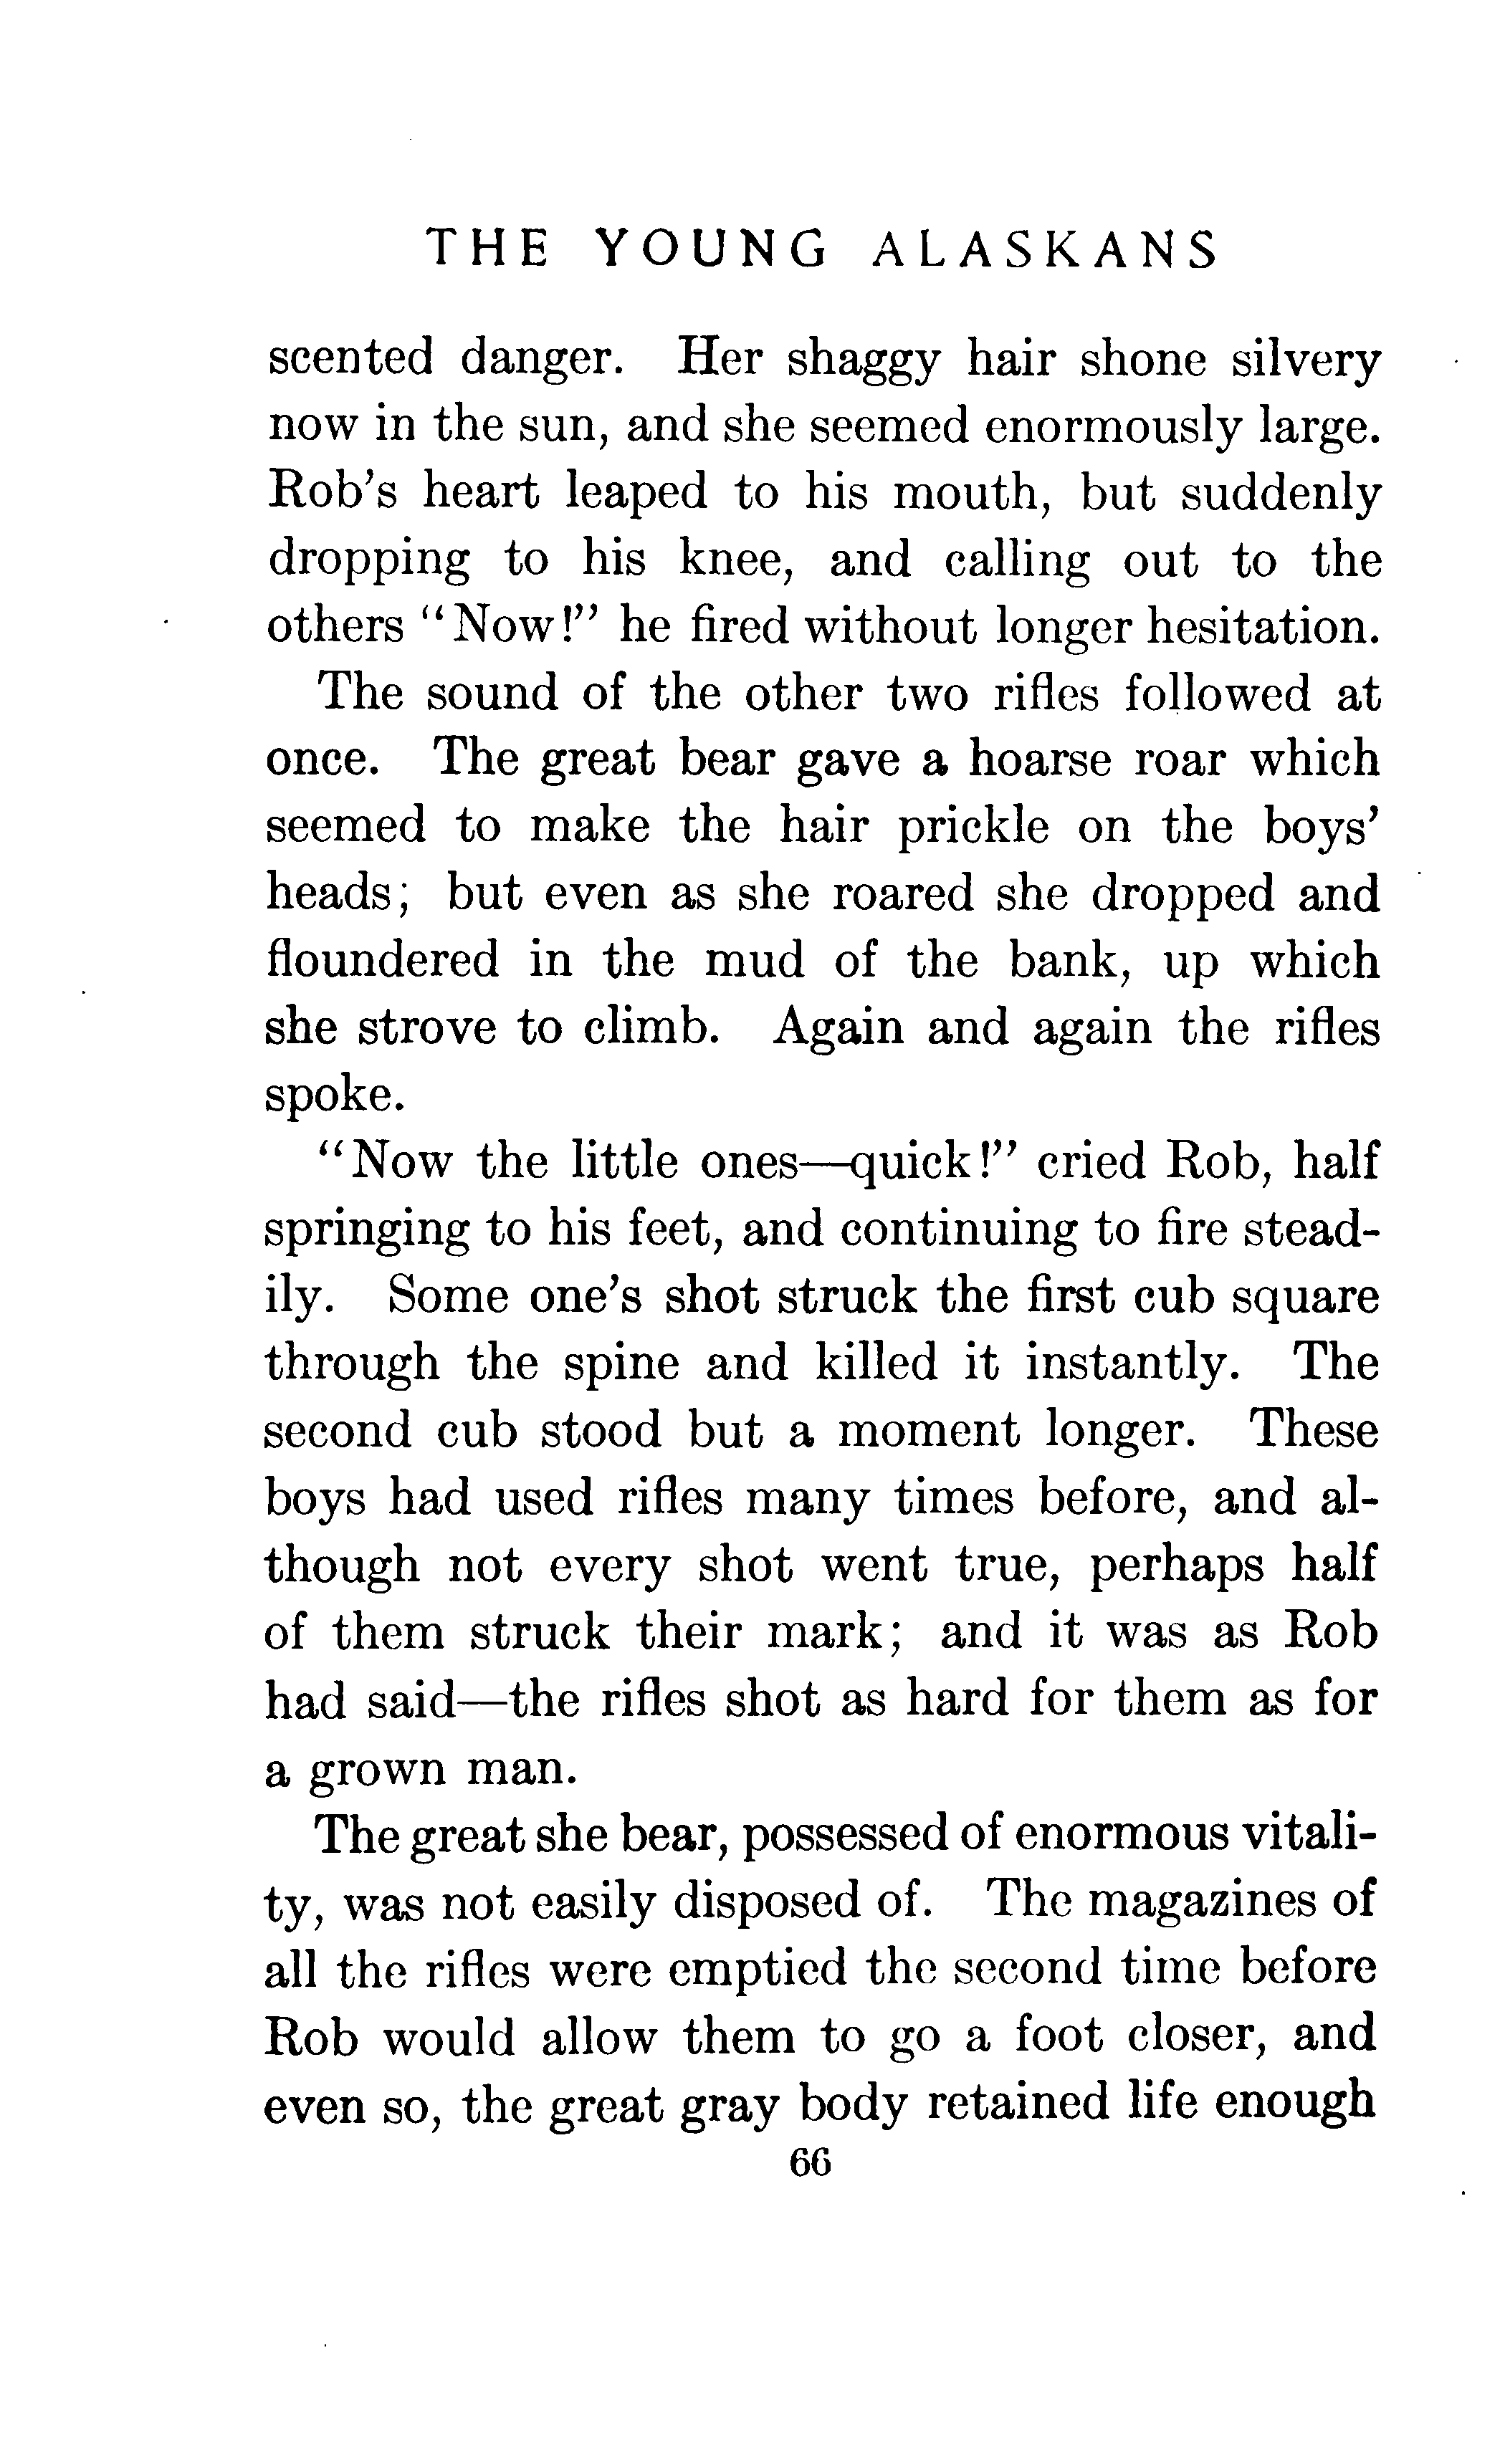 THE YOUNG ALASKANS
scented danger. Her shaggy hair shone silvery
now in the sun, and she seemed enormously large.
Rob's heart leaped to his mouth, but suddenly
dropping to his knee, and calling out to the
others "Now!" he fired without longer hesitation.
The sound of the other two rifles followed at
once. The great bear gave a hoarse roar which
seemed to make the hair prickle on the boys'
heads; but even as she roared she dropped and
floundered in the mud of the bank, up which
she strove to climb. Again and again the rifles
spoke.
"Now the little ones—quick!" cried Rob, half
springing to his feet, and continuing to fire stead-
ily. Some one's shot struck the first cub square
through the spine and killed it instantly. The
second cub stood but a moment longer. These
boys had used rifles many times before, and al-
though not every shot went true, perhaps half
of them struck their mark; and it was as Rob
had said—the rifles shot as hard for them as for
a grown man.
The great she bear, possessed of enormous vitali-
ty, was not easily disposed of. The magazines of
all the rifles were emptied the second time before
Rob would allow them to go a foot closer, and
even so, the great gray body retained life enough
66